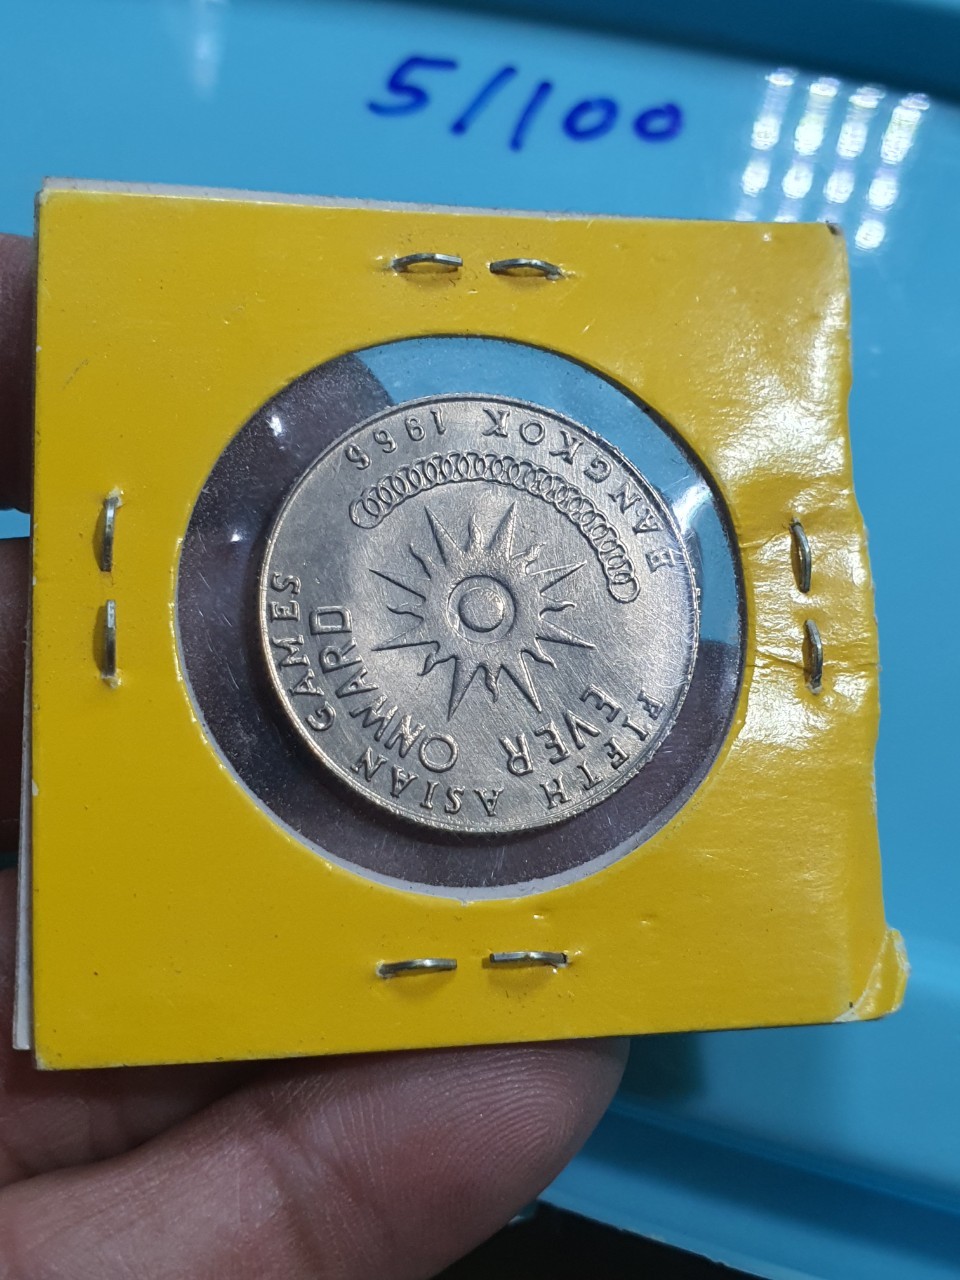 5/100
BANGKOK 1966
FIFTH ASIAN GAMES
EVER ONWARD